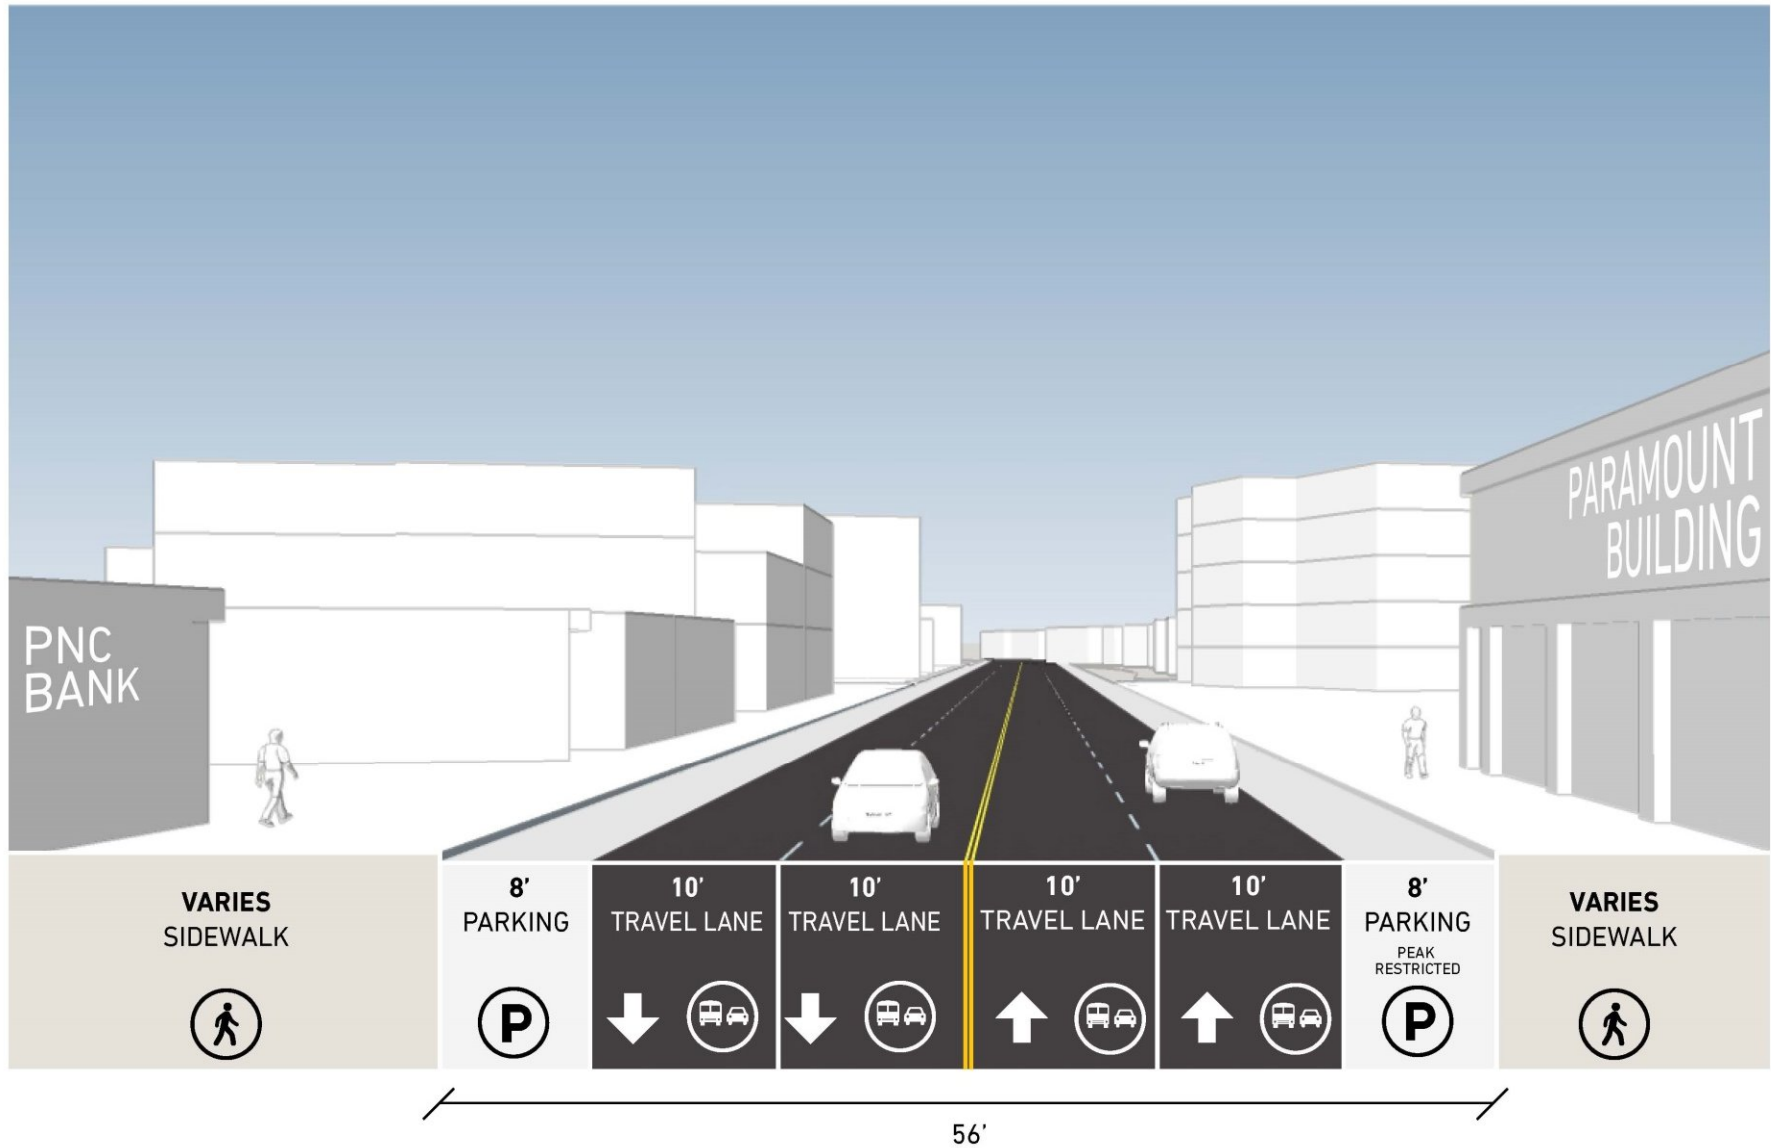 PARAMOUNT
BUILDING
PNC
BANK
VARIES
SIDEWALK
8'
PARKING
P
10'
TRAVEL LANE
10'
TRAVEL LANE
10'
TRAVEL LANE
10'
TRAVEL LANE
8'
PARKING
PEAK
RESTRICTED
P
VARIES
SIDEWALK
56'